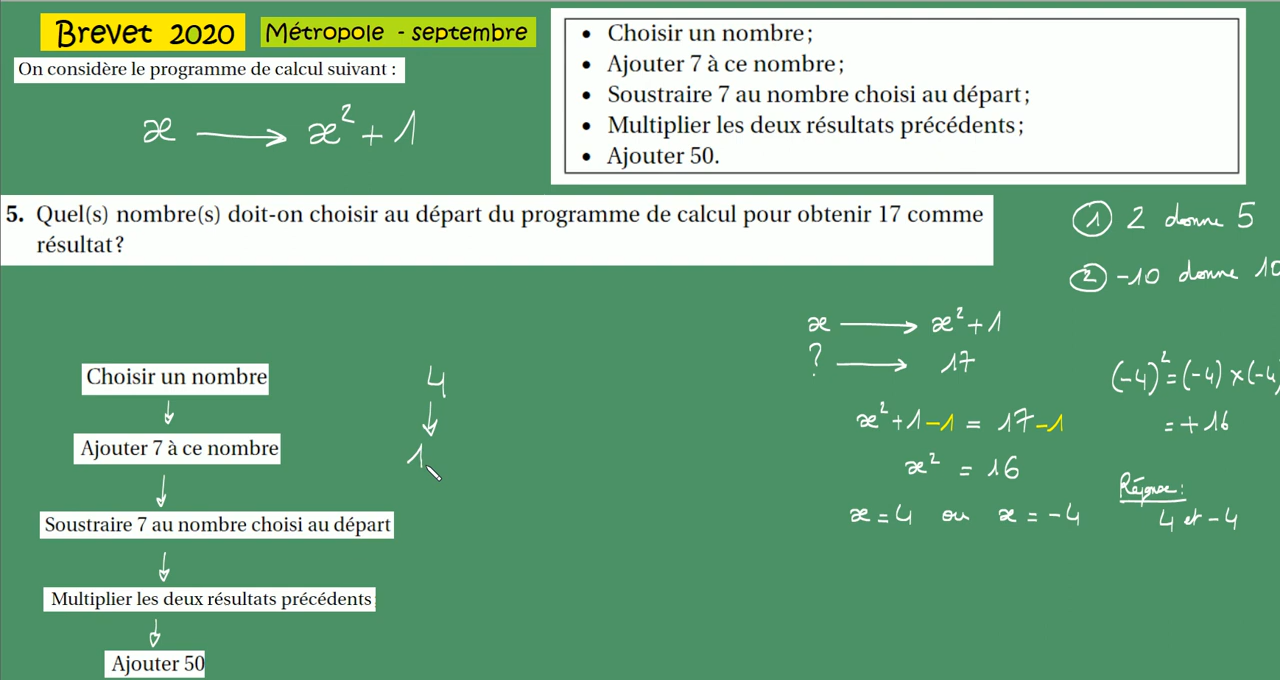 Brevet 2020 Métropole - septembre
On considère le programme de calcul suivant :
x → x² + 1
• Choisir un nombre;
• Ajouter 7 à ce nombre;
• Soustraire 7 au nombre choisi au départ;
• Multiplier les deux résultats précédents;
• Ajouter 50.
5. Quel(s) nombre(s) doit-on choisir au départ du programme de calcul pour obtenir 17 comme
résultat?
① 2 donne 5
② -10 donne 10
Choisir un nombre
↓
Ajouter 7 à ce nombre
↓
Soustraire 7 au nombre choisi au départ
↓
Multiplier les deux résultats précédents
↓
Ajouter 50
4
↓
1
x → x² + 1
? → 17
x² + 1 - 1 = 17 - 1
x² = 16
x = 4 ou x = -4
(-4)² = (-4) × (-4
= + 16
Réponse :
4 et -4